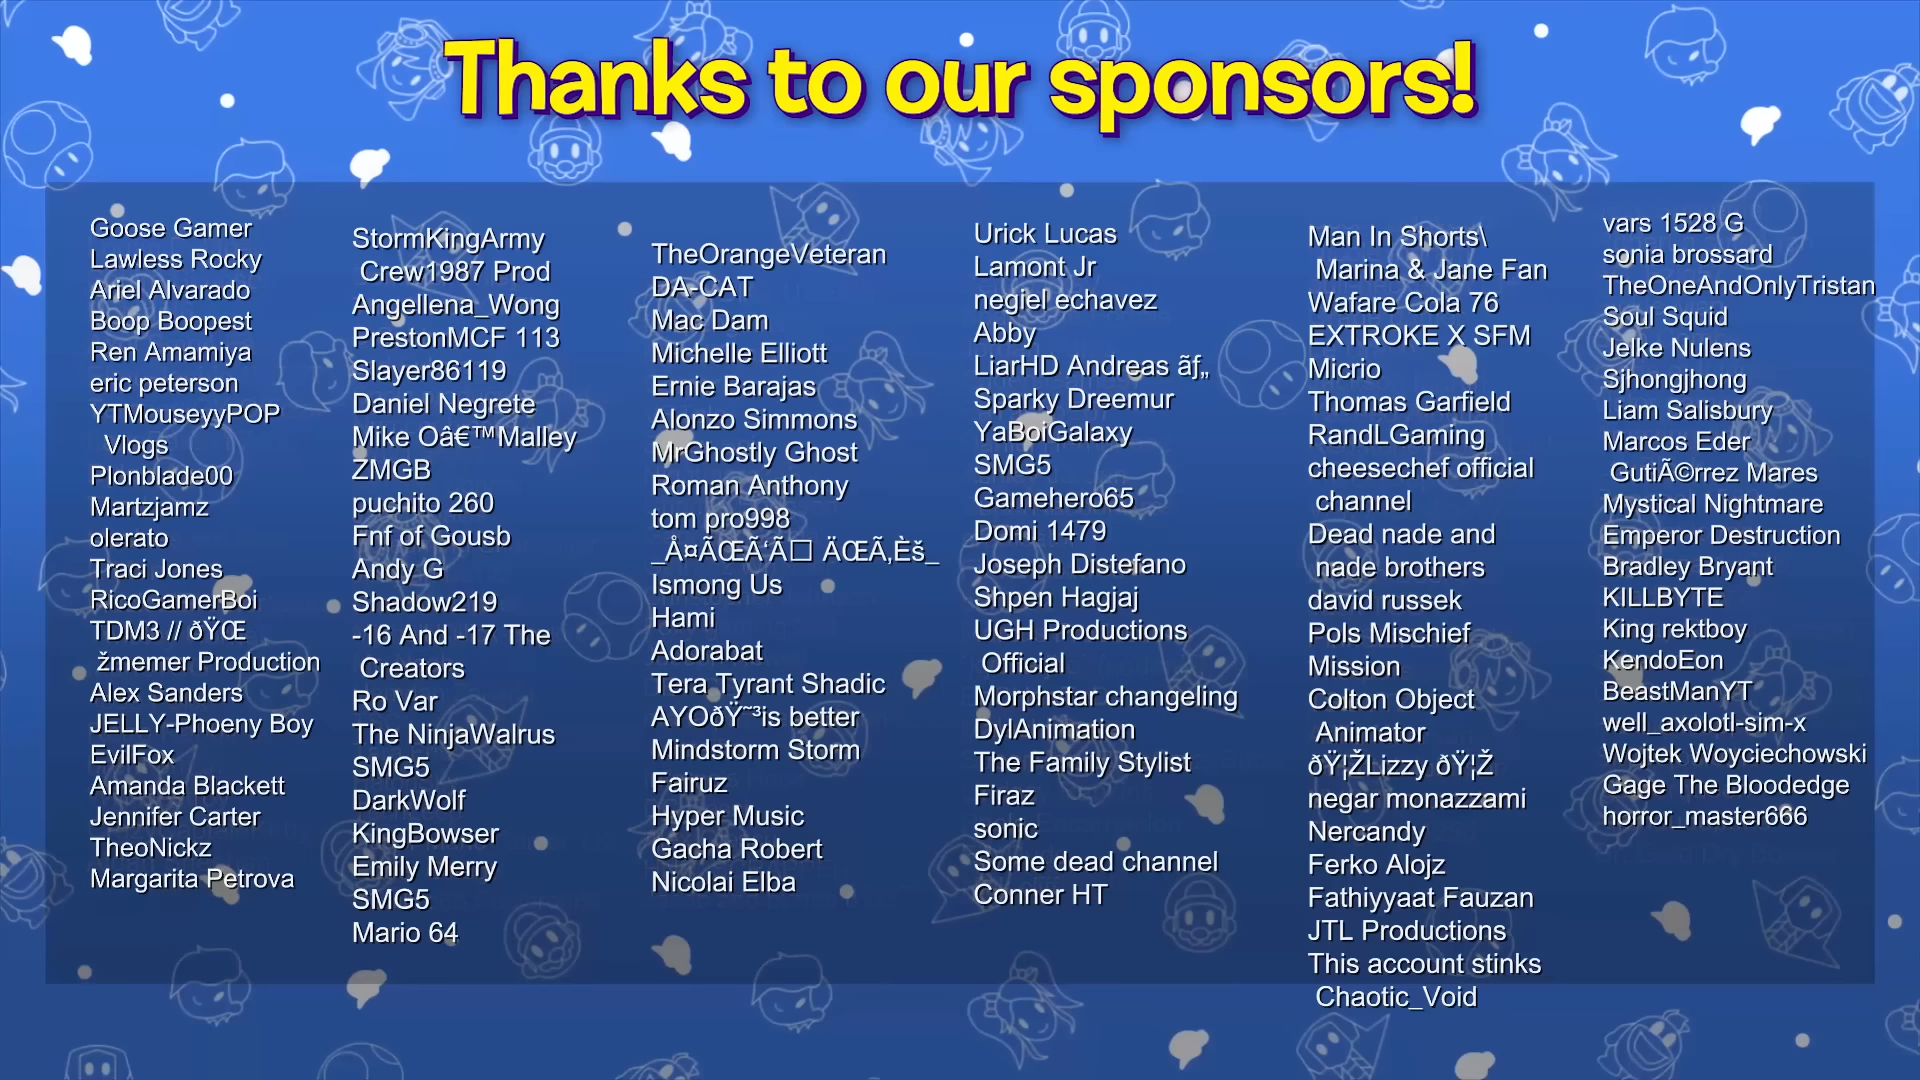 Thanks to our sponsors!
Goose Gamer
Lawless Rocky
Ariel Alvarado
Boop Boopest
Ren Amamiya
eric peterson
YTMouseyyPOP
Vlogs
Plonblade00
Martzjamz
olerato
Traci Jones
RicoGamerBoi
TDM3 // ðŸŒ
žmemer Production
Alex Sanders
JELLY-Phoeny Boy
EvilFox
Amanda Blackett
Jennifer Carter
TheoNickz
Margarita Petrova
StormKingArmy
Crew1987 Prod
Angellena_Wong
PrestonMCF 113
Slayer86119
Daniel Negrete
Mike Oâ€™Malley
ZMGB
puchito 260
Fnf of Gousb
Andy G
Shadow219
-16 And -17 The
Creators
Ro Var
The NinjaWalrus
SMG5
DarkWolf
KingBowser
Emily Merry
SMG5
Mario 64
TheOrangeVeteran
DA-CAT
Mac Dam
Michelle Elliott
Ernie Barajas
Alonzo Simmons
MrGhostly Ghost
Roman Anthony
tom pro998
_Å¤ÃŒÃ‘Ã□ ÄŒÃ‚Èš_
Ismong Us
Hami
Adorabat
Tera Tyrant Shadic
AYOðŸ˜³is better
Mindstorm Storm
Fairuz
Hyper Music
Gacha Robert
Nicolai Elba
Urick Lucas
Lamont Jr
negiel echavez
Abby
LiarHD Andreas ãƒ„
Sparky Dreemur
YaBoiGalaxy
SMG5
Gamehero65
Domi 1479
Joseph Distefano
Shpen Hagjaj
UGH Productions
Official
Morphstar changeling
DylAnimation
The Family Stylist
Firaz
sonic
Some dead channel
Conner HT
Man In Shorts\
Marina & Jane Fan
Wafare Cola 76
EXTROKE X SFM
Micrio
Thomas Garfield
RandLGaming
cheesechef official
channel
Dead nade and
nade brothers
david russek
Pols Mischief
Mission
Colton Object
Animator
ðŸ¦ŽLizzy ðŸ¦Ž
negar monazzami
Nercandy
Ferko Alojz
Fathiyyaat Fauzan
JTL Productions
This account stinks
Chaotic_Void
vars 1528 G
sonia brossard
TheOneAndOnlyTristan
Soul Squid
Jelke Nulens
Sjhongjhong
Liam Salisbury
Marcos Eder
GutiÃ©rrez Mares
Mystical Nightmare
Emperor Destruction
Bradley Bryant
KILLBYTE
King rektboy
KendoEon
BeastManYT
well_axolotl-sim-x
Wojtek Woyciechowski
Gage The Bloodedge
horror_master666